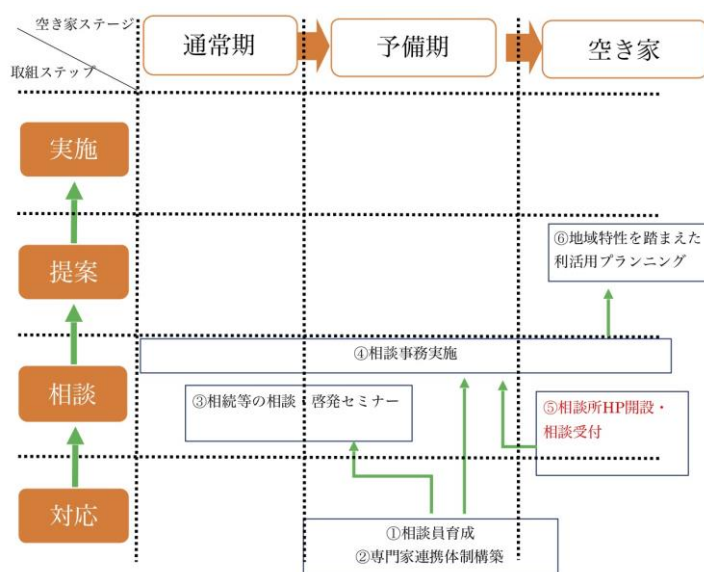 空き家ステージ
取組ステップ
通常期
予備期
空き家
実施
提案
⑥地域特性を踏まえた
利活用プランニング
④相談事務実施
相談
③相続等の相談・啓発セミナー
⑤相談所HP開設・
相談受付
対応
①相談員育成
②専門家連携体制構築